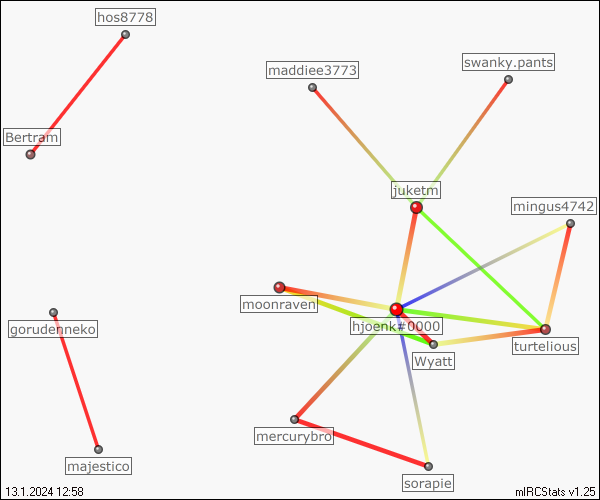 hos8778
swanky.pants
maddiee3773
Bertram
juketm
mingus4742
moonraven
gorudenneko
hjoenk#0000
turtelious
Wyatt
mercurybro
majestico
sorapie
13.1.2024 12:58
mIRCStats v1.25